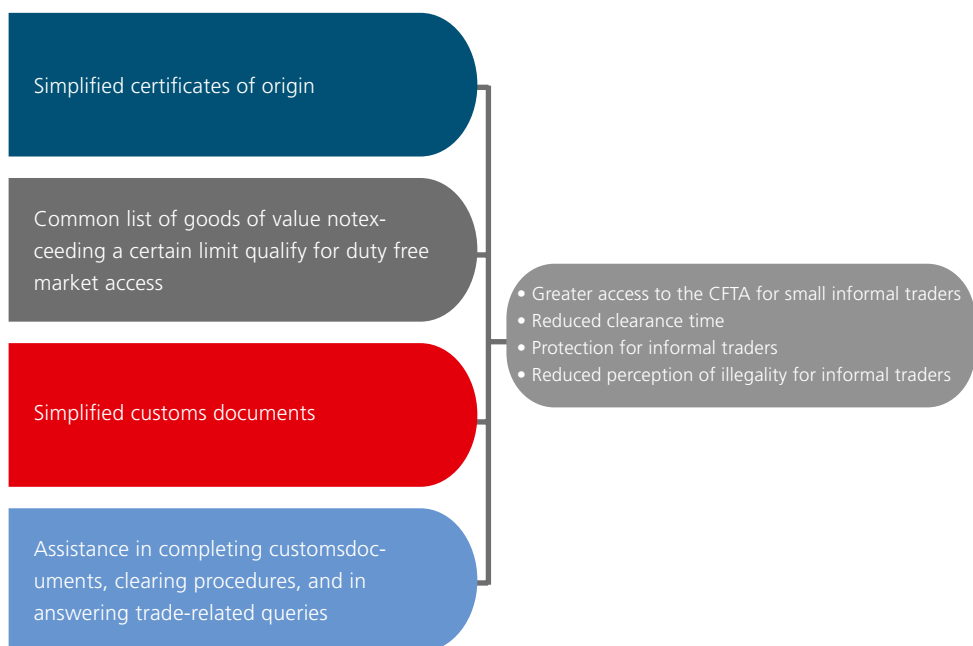 Simplified certificates of origin
Common list of goods of value notex-
ceeding a certain limit qualify for duty free
market access
Simplified customs documents
Assistance in completing customsdoc-
uments, clearing procedures, and in
answering trade-related queries
• Greater access to the CFTA for small informal traders
• Reduced clearance time
• Protection for informal traders
• Reduced perception of illegality for informal traders